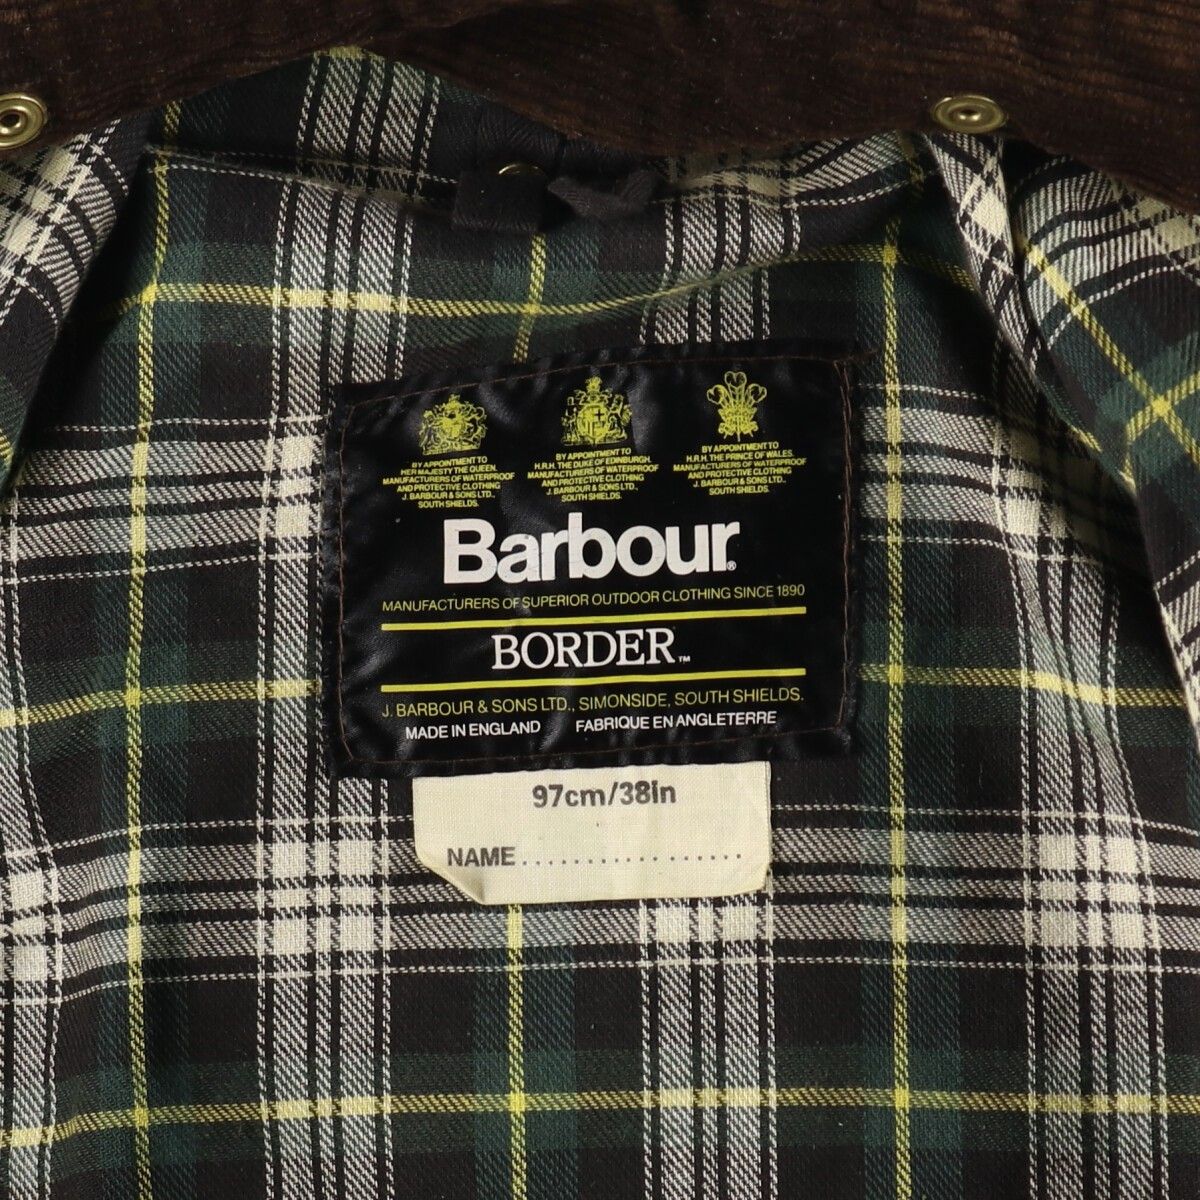 BY APPOINTMENT TO
HER MAJESTY THE QUEEN.
MANUFACTURERS OF WATERPROOF
AND PROTECTIVE CLOTHING
J. BARBOUR & SONS LTD.,
SOUTH SHIELDS.
BY APPOINTMENT TO
H.R.H. THE DUKE OF EDINBURGH.
MANUFACTURERS OF WATERPROOF
AND PROTECTIVE CLOTHING
J. BARBOUR & SONS LTD.,
SOUTH SHIELDS.
BY APPOINTMENT TO
H.R.H. THE PRINCE OF WALES.
MANUFACTURERS OF WATERPROOF
AND PROTECTIVE CLOTHING
J. BARBOUR & SONS LTD.,
SOUTH SHIELDS.
Barbour®
MANUFACTURERS OF SUPERIOR OUTDOOR CLOTHING SINCE 1890
BORDER™
J. BARBOUR & SONS LTD., SIMONSIDE, SOUTH SHIELDS.
MADE IN ENGLAND FABRIQUE EN ANGLETERRE
97cm/38in
NAME..................